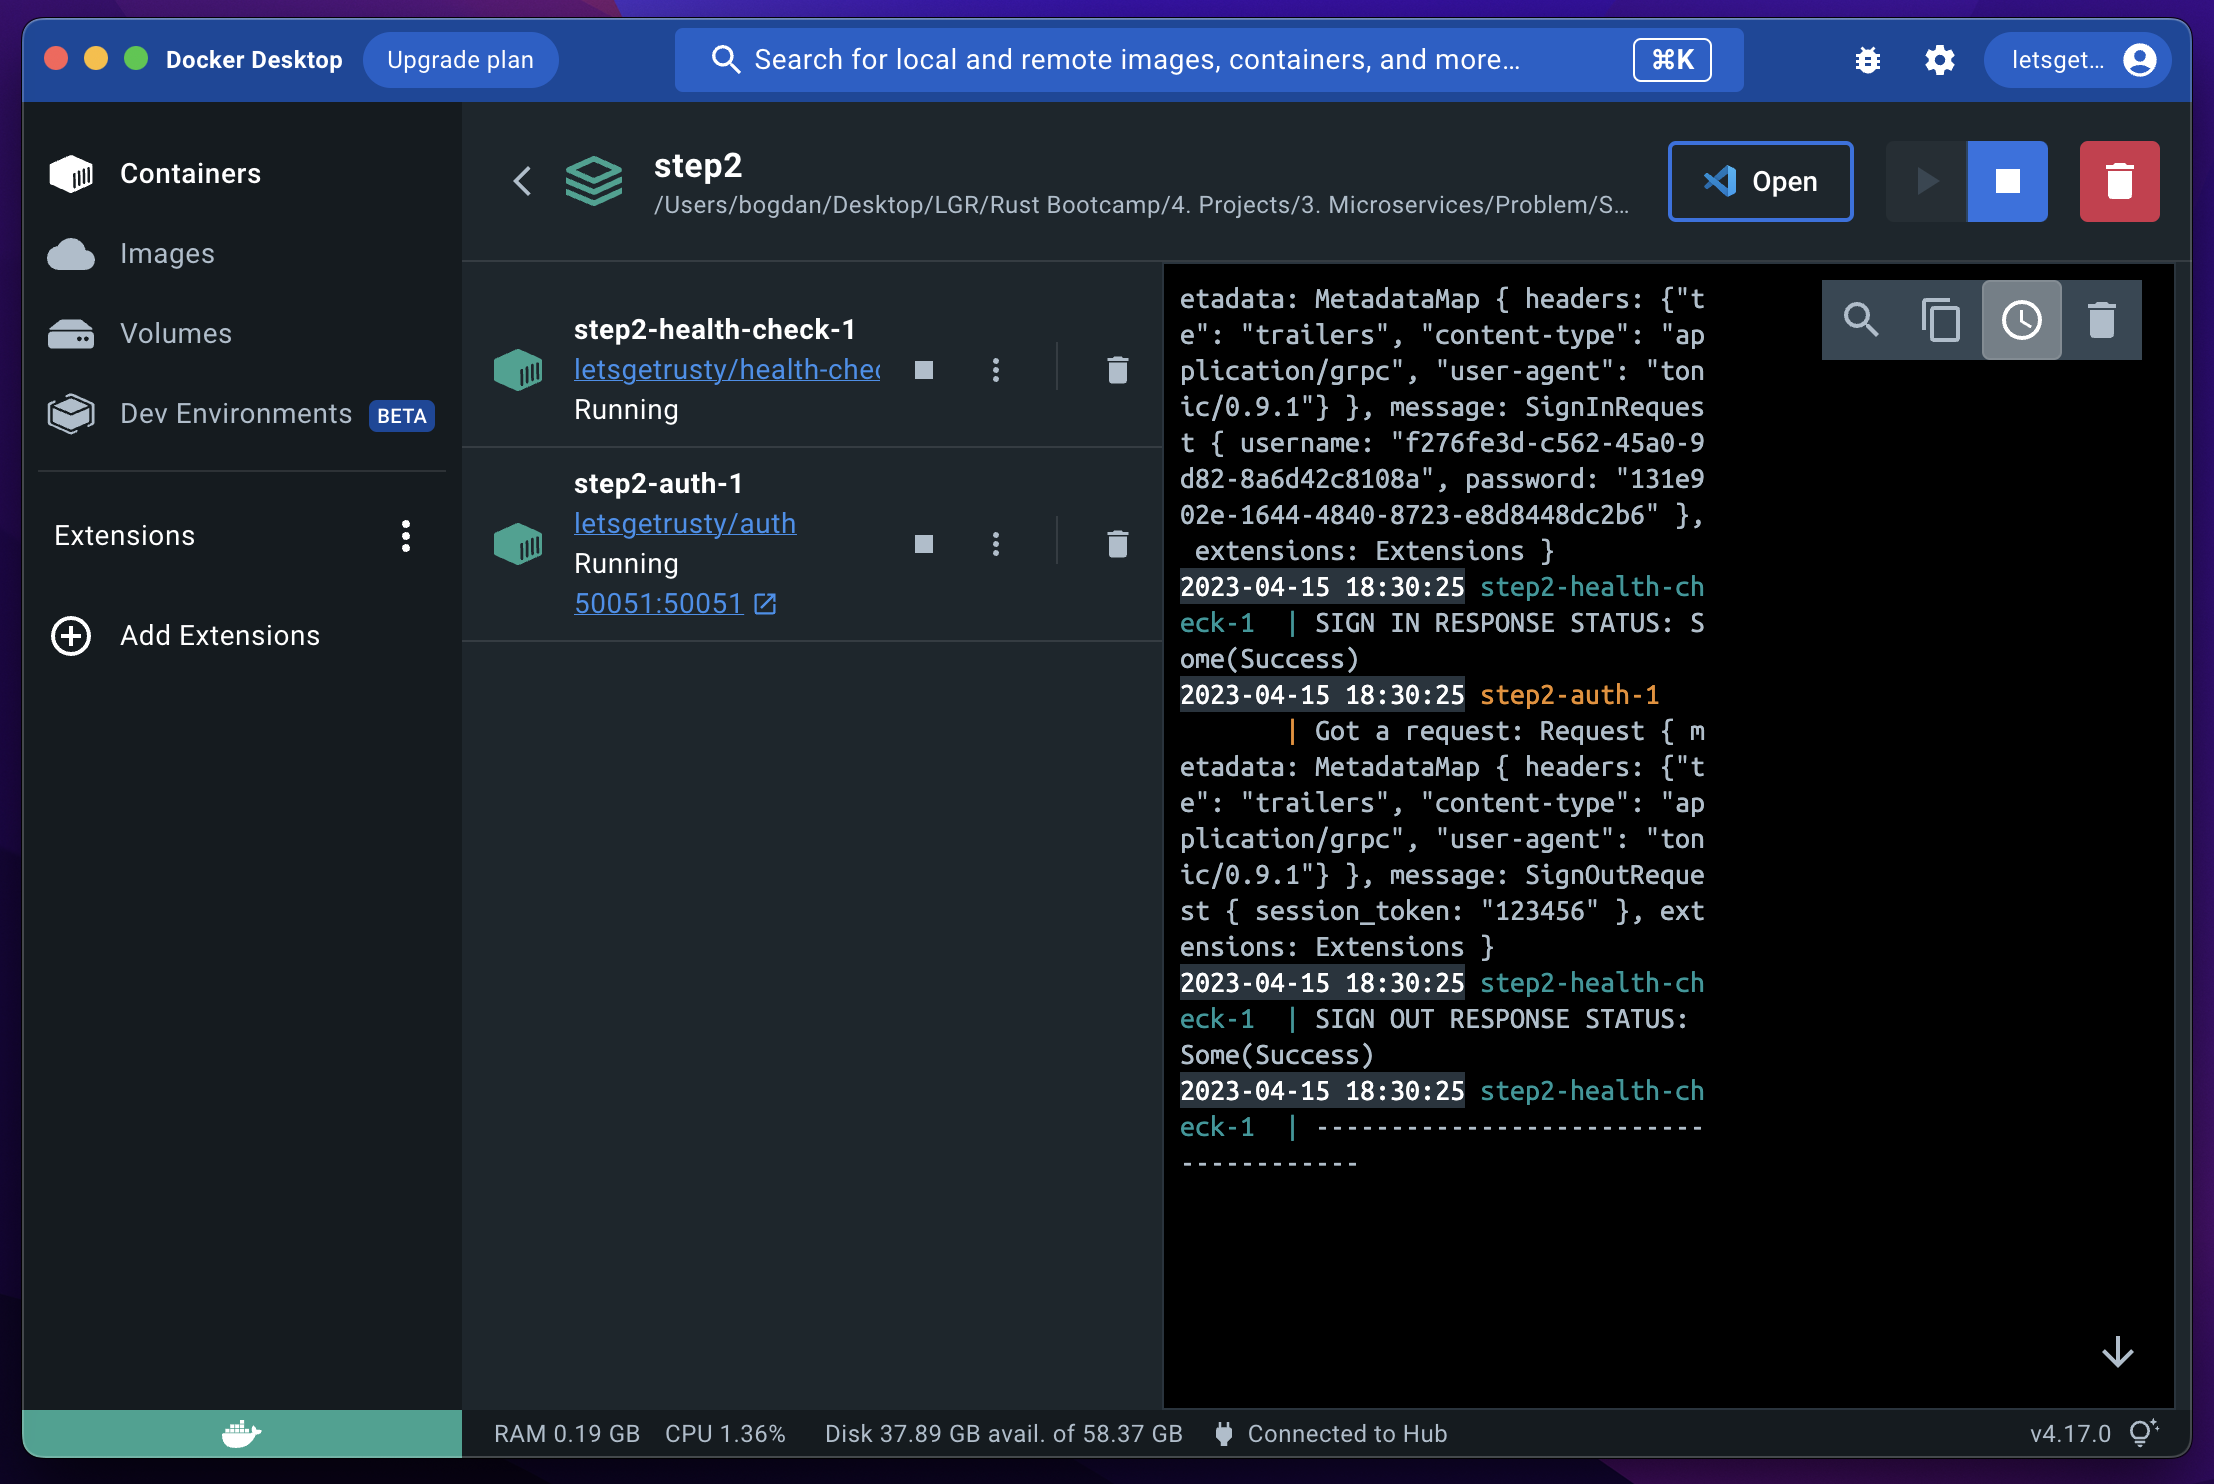 Docker Desktop
Upgrade plan
Search for local and remote images, containers, and more...
⌘K
letsget...
Containers
Images
Volumes
Dev Environments BETA
Extensions
Add Extensions
step2
/Users/bogdan/Desktop/LGR/Rust Bootcamp/4. Projects/3. Microservices/Problem/S...
Open
step2-health-check-1
letsgetrusty/health-chec
Running
step2-auth-1
letsgetrusty/auth
Running
50051:50051
etadata: MetadataMap { headers: {"t
e": "trailers", "content-type": "ap
plication/grpc", "user-agent": "ton
ic/0.9.1"} }, message: SignInReques
t { username: "f276fe3d-c562-45a0-9
d82-8a6d42c8108a", password: "131e9
02e-1644-4840-8723-e8d8448dc2b6" },
 extensions: Extensions }
2023-04-15 18:30:25 step2-health-ch
eck-1  | SIGN IN RESPONSE STATUS: S
ome(Success)
2023-04-15 18:30:25 step2-auth-1
| Got a request: Request { m
etadata: MetadataMap { headers: {"t
e": "trailers", "content-type": "ap
plication/grpc", "user-agent": "ton
ic/0.9.1"} }, message: SignOutReque
st { session_token: "123456" }, ext
ensions: Extensions }
2023-04-15 18:30:25 step2-health-ch
eck-1  | SIGN OUT RESPONSE STATUS:
Some(Success)
2023-04-15 18:30:25 step2-health-ch
eck-1  | --------------------------
------------
RAM 0.19 GB CPU 1.36% Disk 37.89 GB avail. of 58.37 GB Connected to Hub
v4.17.0